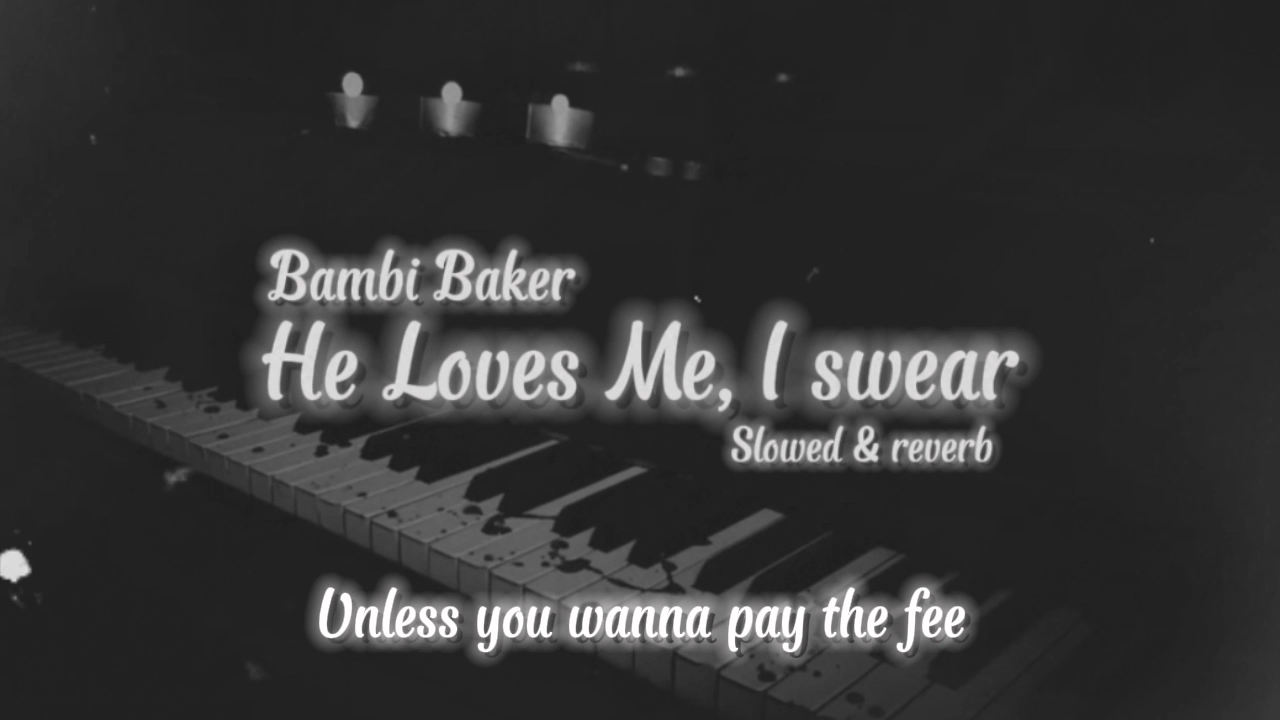 Bambi Baker
He Loves Me, I swear
Slowed & reverb
Unless you wanna pay the fee